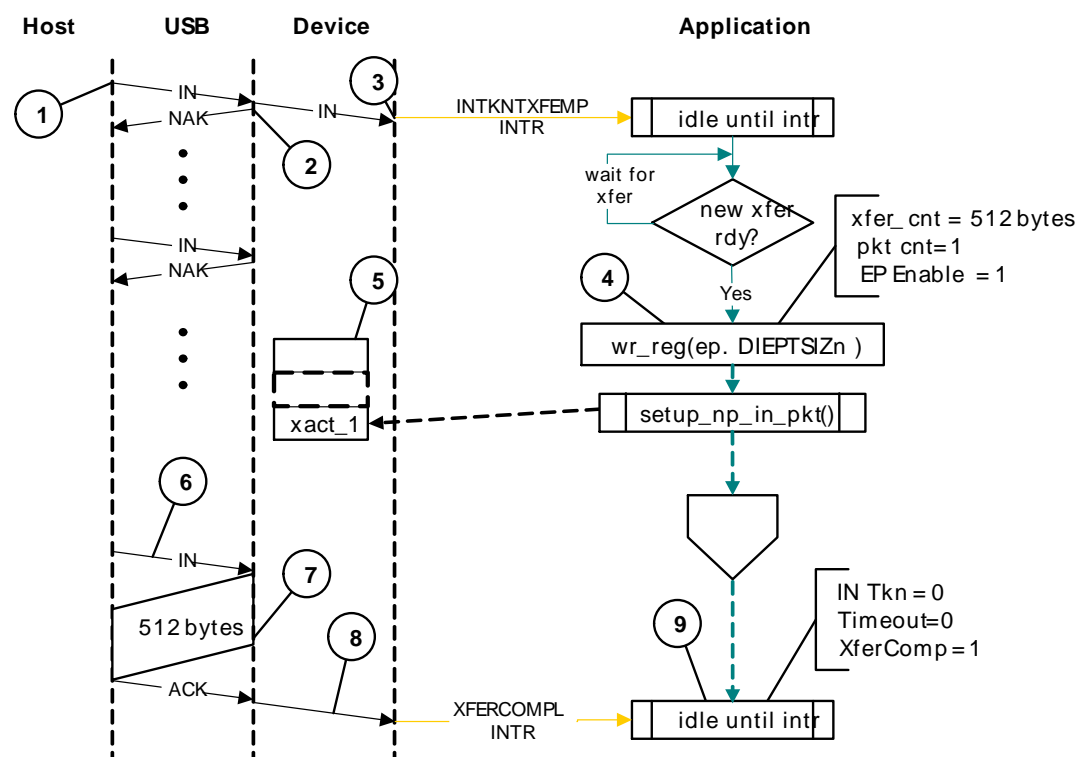 Host USB Device Application
1
IN
NAK
2
IN
3
INTKNTXFEMP
INTR
idle until intr
wait for
xfer
new xfer
rdy?
xfer_cnt = 512 bytes
pkt cnt=1
EP Enable = 1
IN
NAK
5
4
Yes
wr_reg(ep. DIEPTSIZn )
xact_1
setup_np_in_pkt()
6
IN
7
512 bytes
8
ACK
9
IN Tkn = 0
Timeout=0
XferComp = 1
XFERCOMPL
INTR
idle until intr